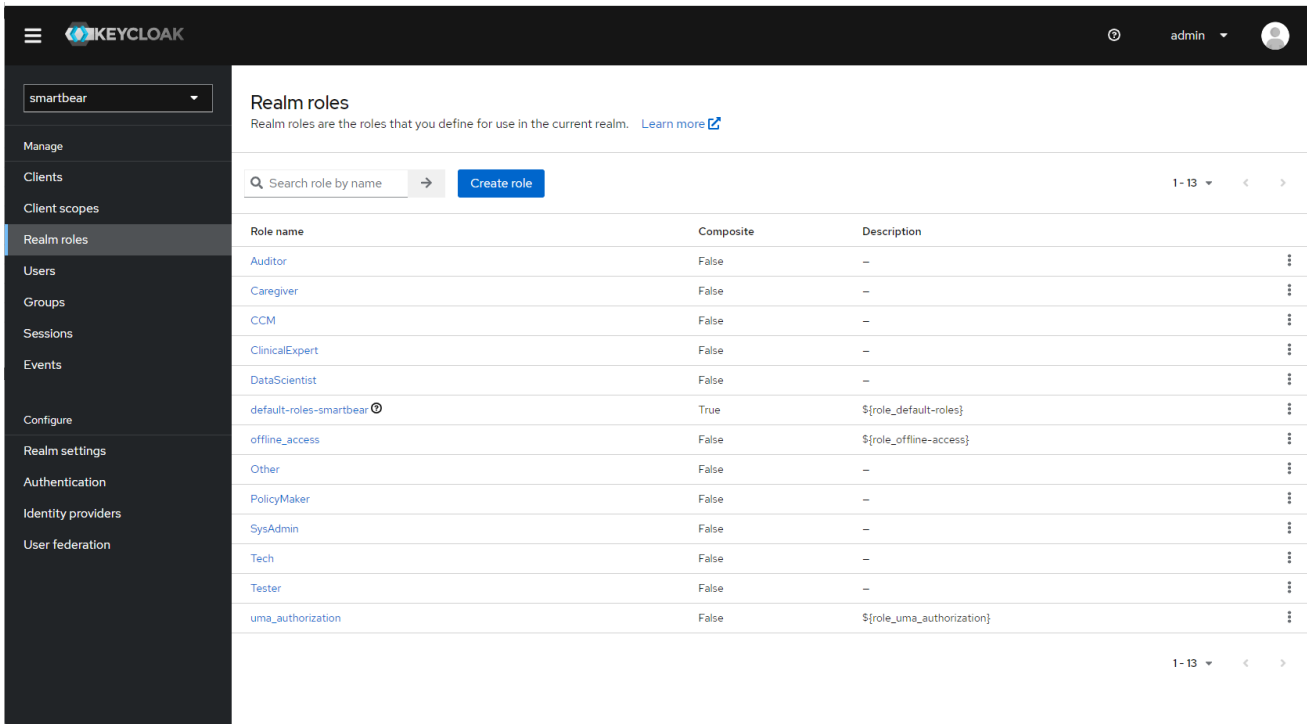 KEYCLOAK
admin
smartbear
Manage
Clients
Client scopes
Realm roles
Users
Groups
Sessions
Events
Configure
Realm settings
Authentication
Identity providers
User federation
Realm roles
Realm roles are the roles that you define for use in the current realm. Learn more
Search role by name
Create role
1 - 13
Role name Composite Description
Auditor False –
Caregiver False –
CCM False –
ClinicalExpert False –
DataScientist False –
default-roles-smartbear True ${role_default-roles}
offline_access False ${role_offline-access}
Other False –
PolicyMaker False –
SysAdmin False –
Tech False –
Tester False –
uma_authorization False ${role_uma_authorization}
1 - 13